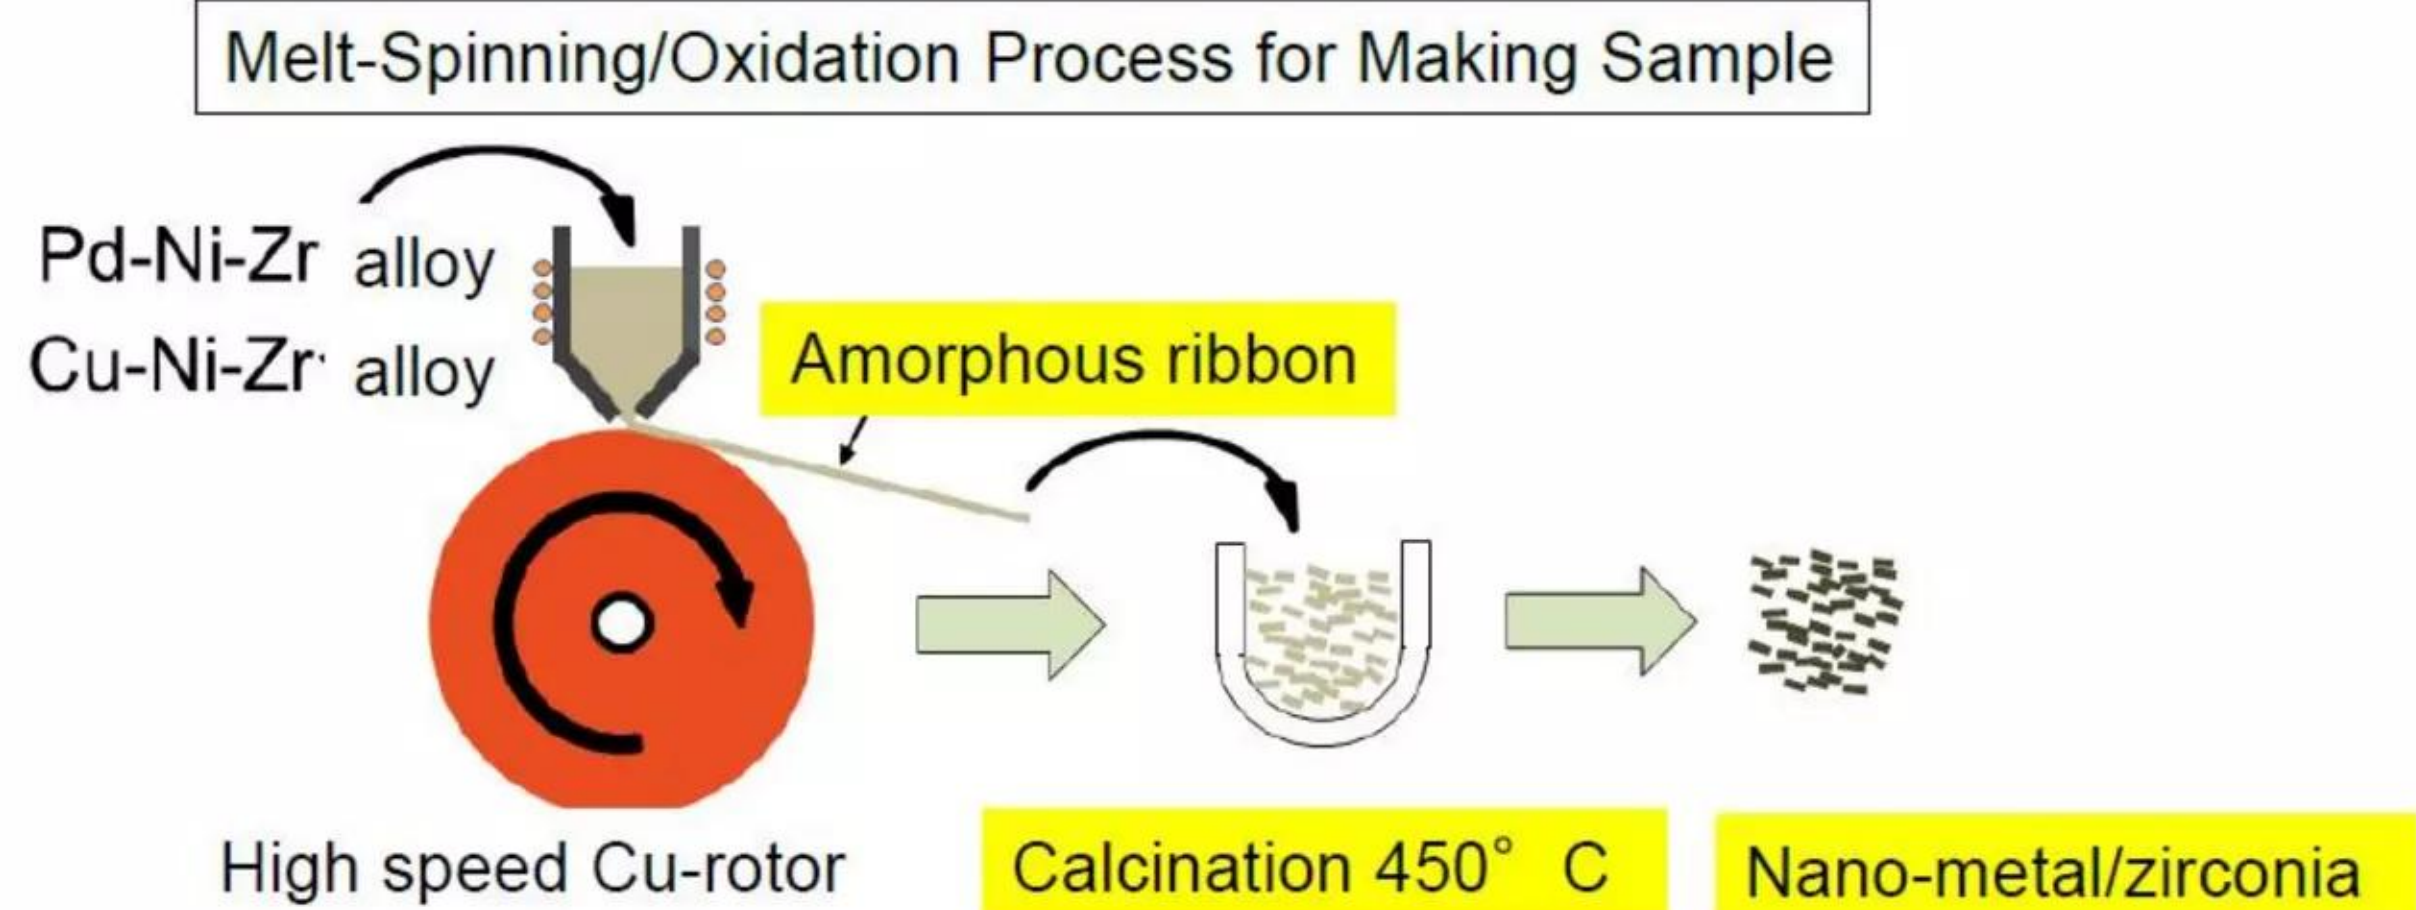 Melt-Spinning/Oxidation Process for Making Sample
Pd-Ni-Zr alloy
Cu-Ni-Zr· alloy
Amorphous ribbon
High speed Cu-rotor
Calcination 450° C
Nano-metal/zirconia